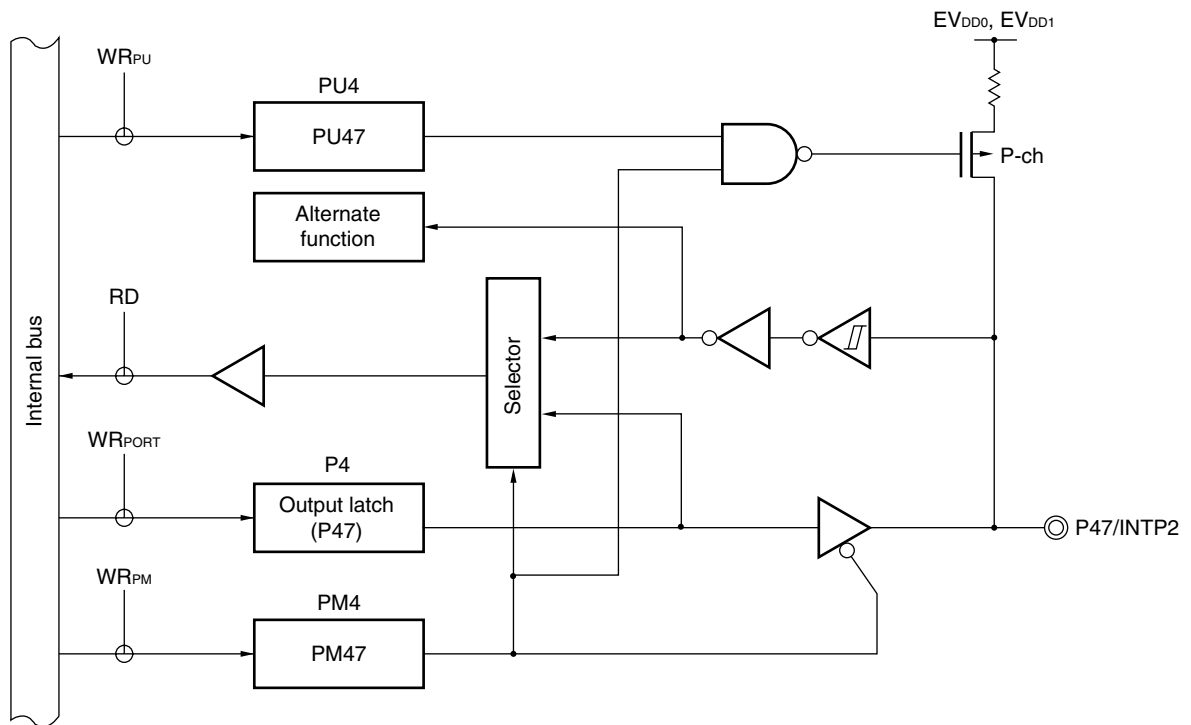 EVDD0, EVDD1
WRPU
PU4
PU47
P-ch
Alternate
function
RD
Internal bus
Selector
WRPORT
P4
Output latch
(P47)
P47/INTP2
WRPM
PM4
PM47